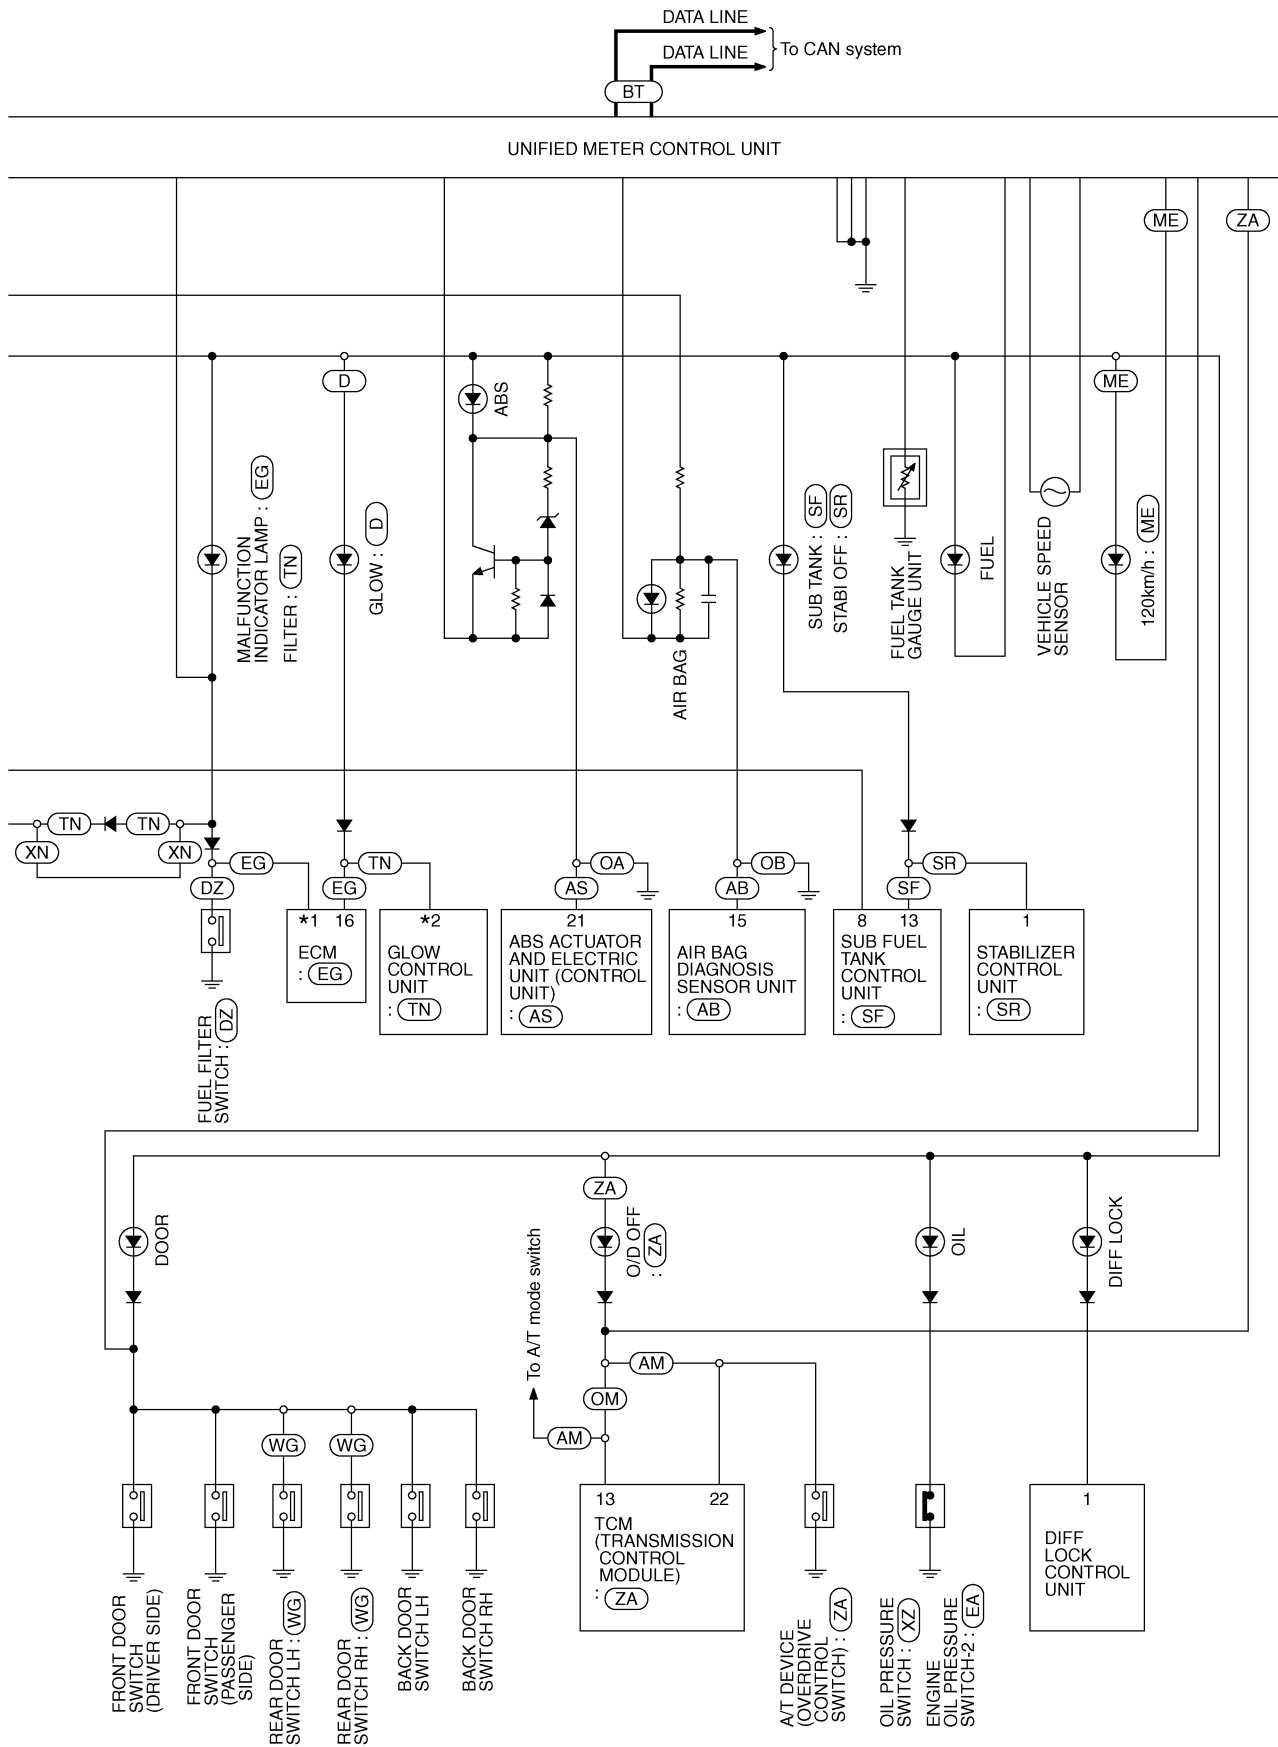 DATA LINE
DATA LINE
To CAN system
BT
UNIFIED METER CONTROL UNIT
ME
ZA
D
ME
ABS
MALFUNCTION
INDICATOR LAMP : EG
FILTER : TN
GLOW : D
AIR BAG
SUB TANK : SF
STABI OFF : SR
FUEL TANK
GAUGE UNIT
FUEL
VEHICLE SPEED
SENSOR
120km/h : ME
TN
TN
XN
XN
EG
DZ
TN
EG
OA
AS
OB
AB
SR
SF
*1 16
ECM
: EG
*2
GLOW
CONTROL
UNIT
: TN
21
ABS ACTUATOR
AND ELECTRIC
UNIT (CONTROL
UNIT)
: AS
15
AIR BAG
DIAGNOSIS
SENSOR UNIT
: AB
8 13
SUB FUEL
TANK
CONTROL
UNIT
: SF
1
STABILIZER
CONTROL
UNIT
: SR
FUEL FILTER
SWITCH : DZ
ZA
DOOR
O/D OFF
: ZA
OIL
DIFF LOCK
To A/T mode switch
AM
OM
AM
WG
WG
13 22
TCM
(TRANSMISSION
CONTROL
MODULE)
: ZA
1
DIFF
LOCK
CONTROL
UNIT
FRONT DOOR
SWITCH
(DRIVER SIDE)
FRONT DOOR
SWITCH
(PASSENGER
SIDE)
REAR DOOR
SWITCH LH : WG
REAR DOOR
SWITCH RH : WG
BACK DOOR
SWITCH LH
BACK DOOR
SWITCH RH
A/T DEVICE
(OVERDRIVE
CONTROL
SWITCH) : ZA
OIL PRESSURE
SWITCH : XZ
ENGINE
OIL PRESSURE
SWITCH-2 : EA